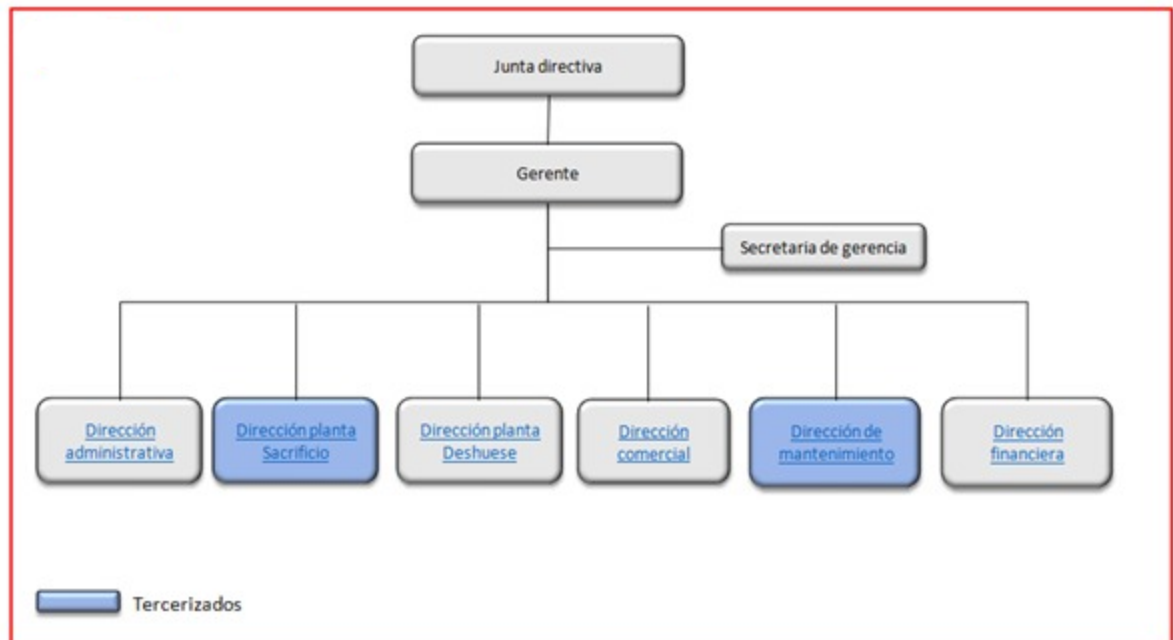 Junta directiva
Gerente
Secretaria de gerencia
Dirección
administrativa
Dirección planta
Sacrificio
Dirección planta
Deshuese
Dirección
comercial
Dirección de
mantenimiento
Dirección
financiera
Tercerizados